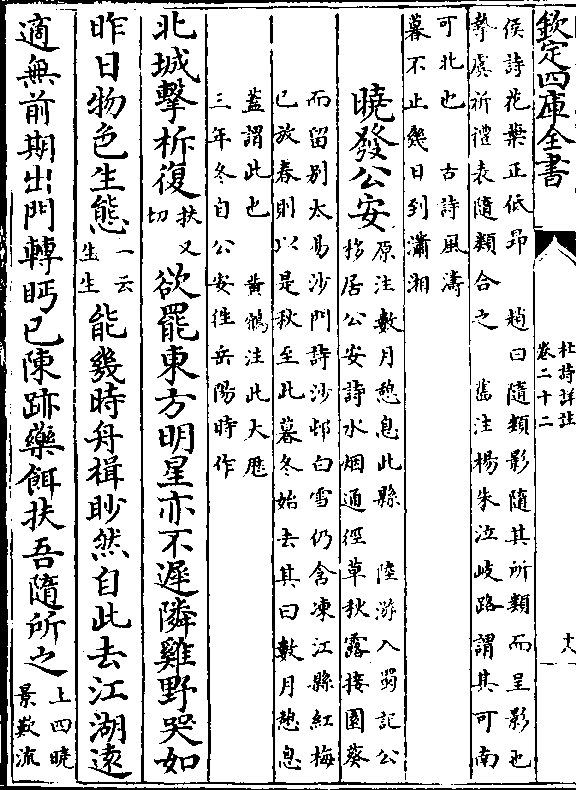 欽定四庫全書
杜詩詳註
卷二十二
侯詩花葉正低昂　趙曰隨類影隨其所類而呈影也
摯虞祈禮表隨類合之　舊注楊朱泣岐路謂其可南
可北也　古詩風濤
暮不止幾日到瀟湘
曉發公安　原注數月憩息此縣　陸游入蜀記公
移居公安詩水烟通徑草秋露接園葵
而留別太易沙門詩沙邨白雪仍含凍江縣紅梅
已放春則以是秋至此暮冬始去其曰數月憩息
蓋謂此也　黃鶴注此大歷
三年冬自公安往岳陽時作
北城擊柝復扶又切欲罷東方明星亦不遲隣雞野哭如
昨日物色生態一云生生能幾時舟楫眇然自此去江湖遠
適無前期出門轉眄已陳跡藥餌扶吾隨所之上四曉景歎流